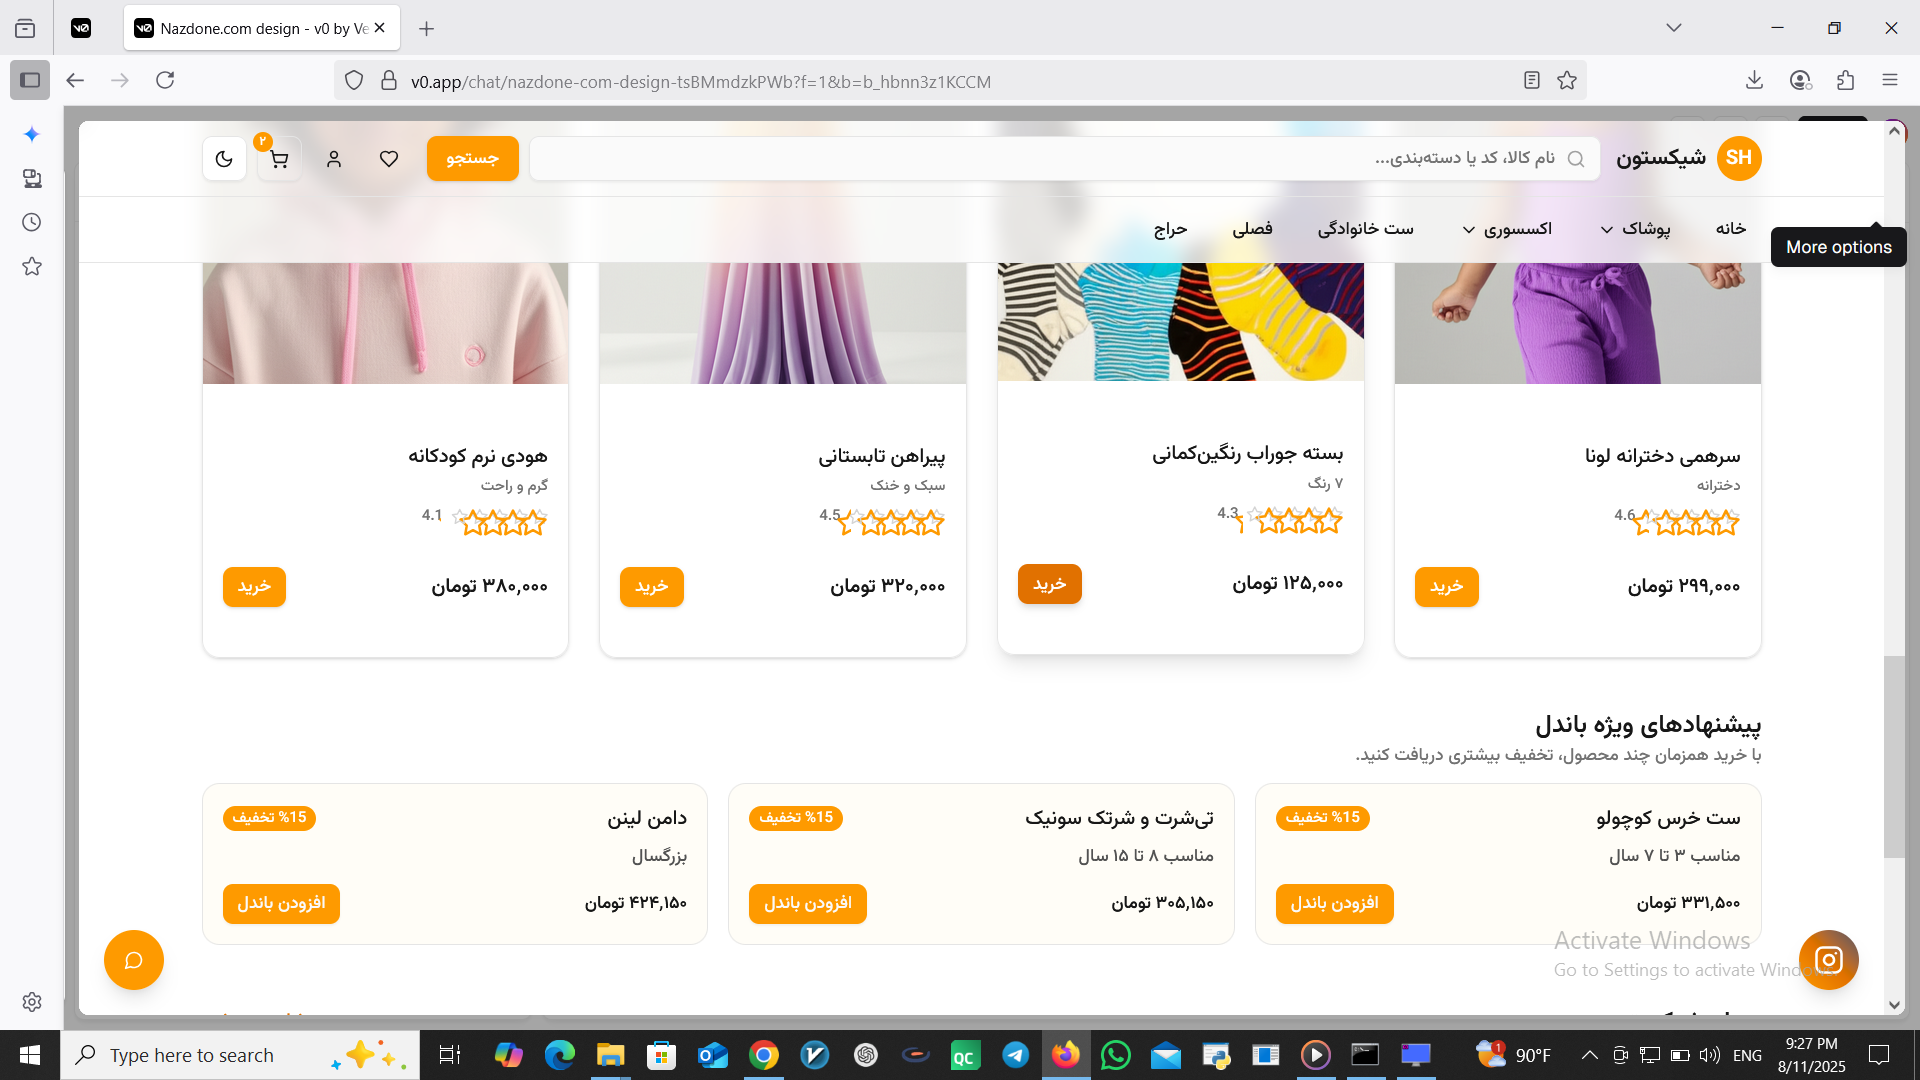 Nazdone.com design - v0 by Ve
v0.app/chat/nazdone-com-design-tsBMmdzkPWb?f=1&b=b_hbnn3z1KCCM
SH
شیکستون
نام کالا، کد یا دسته‌بندی...
جستجو
۲
خانه
پوشاک
اکسسوری
ست خانوادگی
فصلی
حراج
More options
سرهمی دخترانه لونا
دخترانه
4.6
۲۹۹,۰۰۰ تومان
خرید
بسته جوراب رنگین‌کمانی
۷ رنگ
4.3
۱۲۵,۰۰۰ تومان
خرید
پیراهن تابستانی
سبک و خنک
4.5
۳۲۰,۰۰۰ تومان
خرید
هودی نرم کودکانه
گرم و راحت
4.1
۳۸۰,۰۰۰ تومان
خرید
پیشنهادهای ویژه باندل
با خرید همزمان چند محصول، تخفیف بیشتری دریافت کنید.
ست خرس کوچولو
15% تخفیف
مناسب ۳ تا ۷ سال
۳۳۱,۵۰۰ تومان
افزودن باندل
تی‌شرت و شرتک سونیک
15% تخفیف
مناسب ۸ تا ۱۵ سال
۳۰۵,۱۵۰ تومان
افزودن باندل
دامن لینن
15% تخفیف
بزرگسال
۴۲۴,۱۵۰ تومان
افزودن باندل
Activate Windows
Go to Settings to activate Windows.
Type here to search
QC
1
90°F
ENG
9:27 PM
8/11/2025